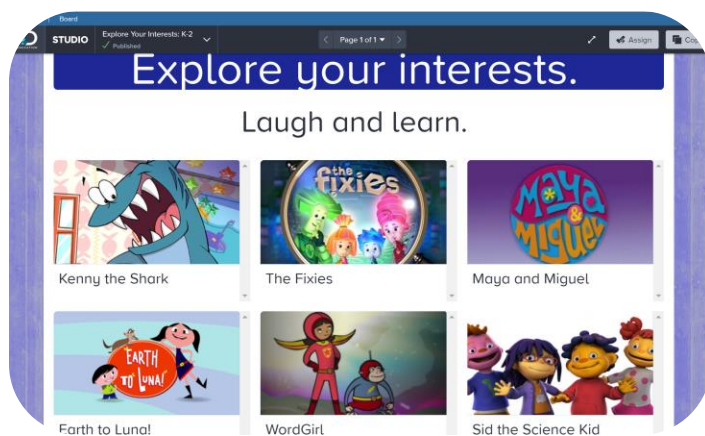 Board
STUDIO
Explore Your Interests: K-2
Published
Page 1 of 1
Assign
Explore your interests.
Laugh and learn.
the fixies
MAYA & MIGUEL
Kenny the Shark
The Fixies
Maya and Miguel
EARTH
TO LUNA!
Earth to Luna!
WordGirl
Sid the Science Kid